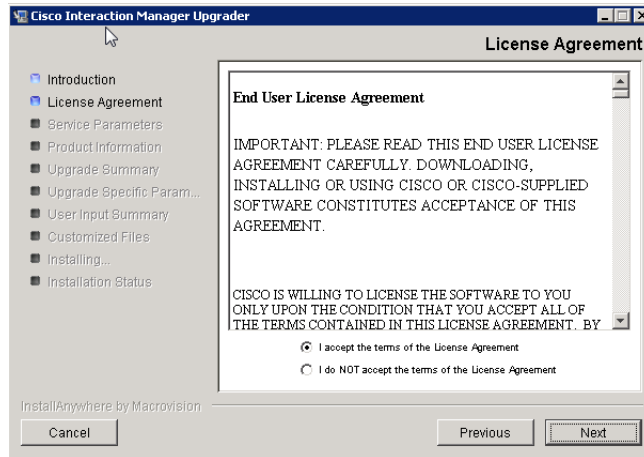 Cisco Interaction Manager Upgrader
License Agreement
Introduction
License Agreement
Service Parameters
Product Information
Upgrade Summary
Upgrade Specific Param...
User Input Summary
Customized Files
Installing...
Installation Status
End User License Agreement
IMPORTANT: PLEASE READ THIS END USER LICENSE
AGREEMENT CAREFULLY. DOWNLOADING,
INSTALLING OR USING CISCO OR CISCO-SUPPLIED
SOFTWARE CONSTITUTES ACCEPTANCE OF THIS
AGREEMENT.
CISCO IS WILLING TO LICENSE THE SOFTWARE TO YOU
ONLY UPON THE CONDITION THAT YOU ACCEPT ALL OF
THE TERMS CONTAINED IN THIS LICENSE AGREEMENT. BY
I accept the terms of the License Agreement
I do NOT accept the terms of the License Agreement
InstallAnywhere by Macrovision
Cancel
Previous
Next